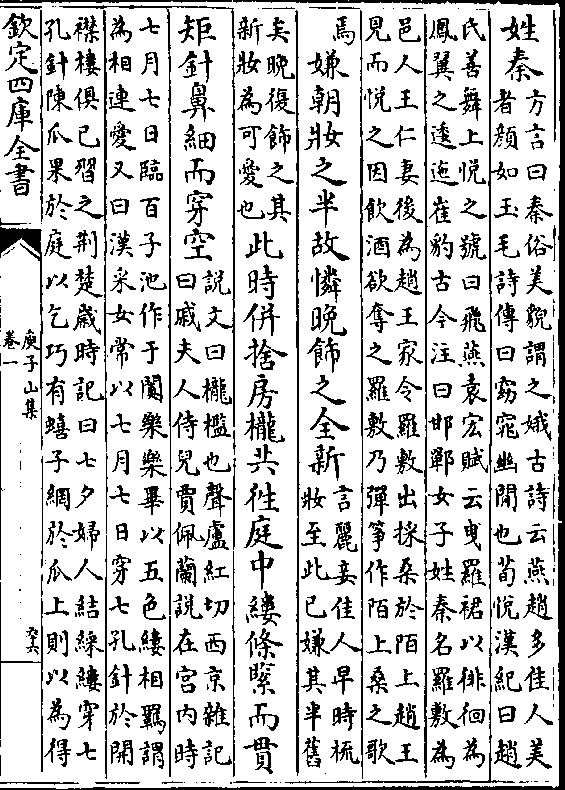 姓秦
方言曰秦俗美貌謂之娥古詩云燕趙多佳人美
者顔如玉毛詩傳曰窈窕幽閒也荀悦漢紀曰趙
氏善舞上悦之號曰飛燕袁宏賦云曳羅裙以徘徊為
鳳翼之逶迤崔豹古今注曰邯鄲女子姓秦名羅敷為
邑人王仁妻後為趙王家令羅敷出採桑於陌上趙王
見而悦之因飲酒欲奪之羅敷乃彈箏作陌上桑之歌
焉
嫌朝妝之半故憐晚飾之全新
言麗妾佳人早時梳
妝至此已嫌其半舊
矣晚復飾之其
新妝為可愛也
此時併捨房櫳共往庭中縷條緊而貫
矩針鼻細而穿空
說文曰櫳檻也聲盧紅切西京雜記
曰戚夫人侍兒賈佩蘭說在宫内時
七月七日臨百子池作于闐樂樂畢以五色縷相羈謂
為相連愛又曰漢采女常以七月七日穿七孔針於開
襟樓俱已習之荆楚歲時記曰七夕婦人結綵縷穿七
孔針陳瓜果於庭以乞巧有蟢子網於瓜上則以為得
欽定四庫全書
庾子山集
卷一